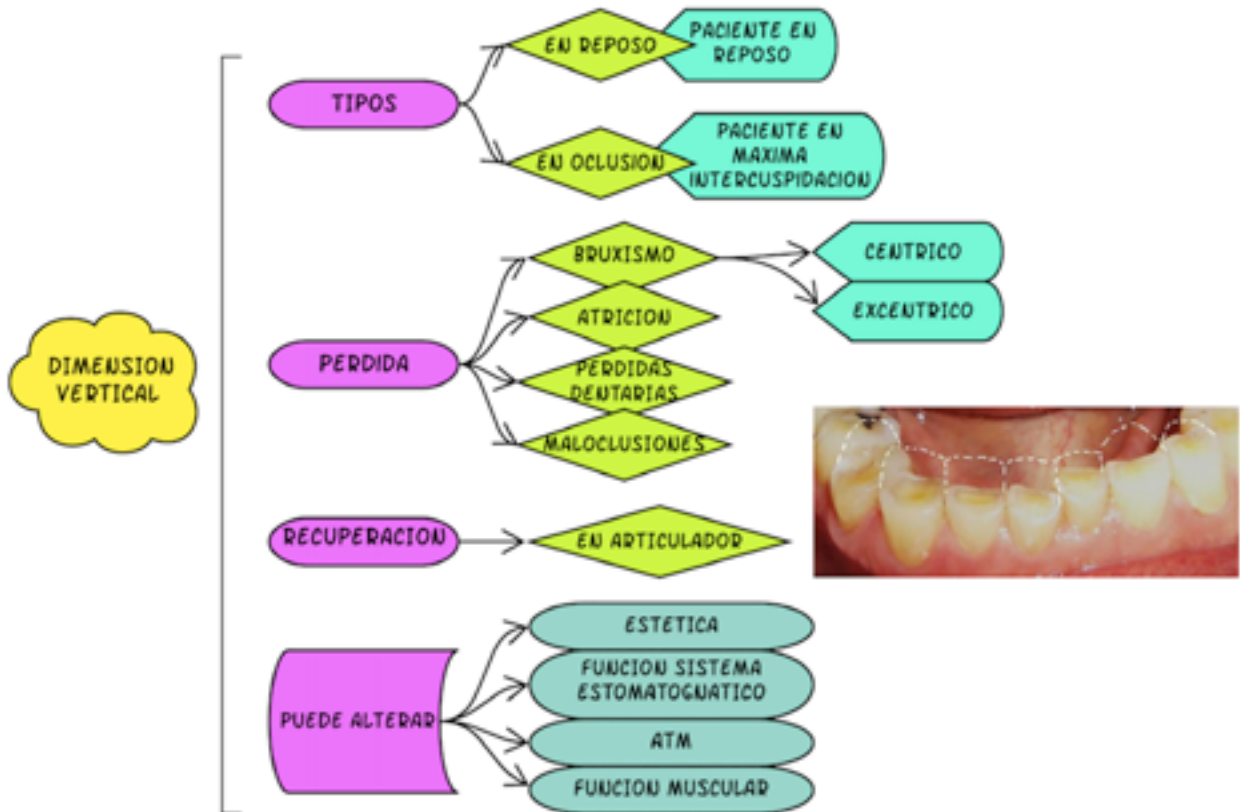 DIMENSION
VERTICAL
TIPOS
EN REPOSO
PACIENTE EN
REPOSO
EN OCLUSION
PACIENTE EN
MAXIMA
INTERCUSPIDACION
PERDIDA
BRUXISMO
CENTRICO
EXCENTRICO
ATRICION
PERDIDAS
DENTARIAS
MALOCLUSIONES
RECUPERACION
EN ARTICULADOR
PUEDE ALTERAR
ESTETICA
FUNCION SISTEMA
ESTOMATOGNATICO
ATM
FUNCION MUSCULAR